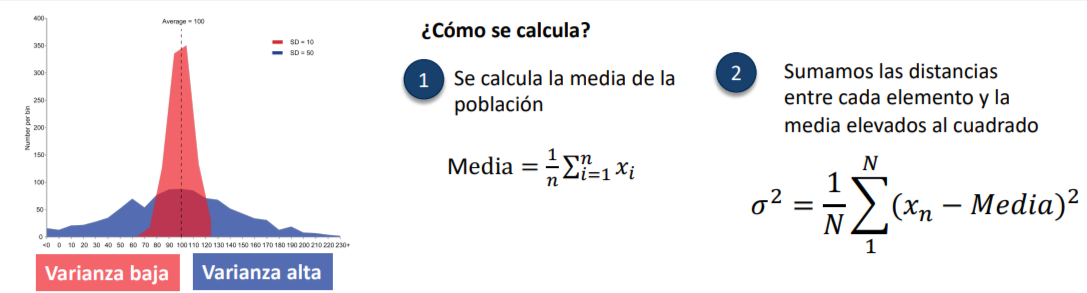 Average = 100
SD = 10
SD = 50
Number per bin
400
350
300
250
200
150
100
50
0
<0 0 10 20 30 40 50 60 70 80 90 100 110 120 130 140 150 160 170 180 190 200 210 220 230+
Varianza baja
Varianza alta
¿Cómo se calcula?
1
Se calcula la media de la
población
Media = \frac{1}{n} \sum_{i=1}^{n} x_i
2
Sumamos las distancias
entre cada elemento y la
media elevados al cuadrado
σ² = \frac{1}{N} \sum_{1}^{N} (x_n − Media)²